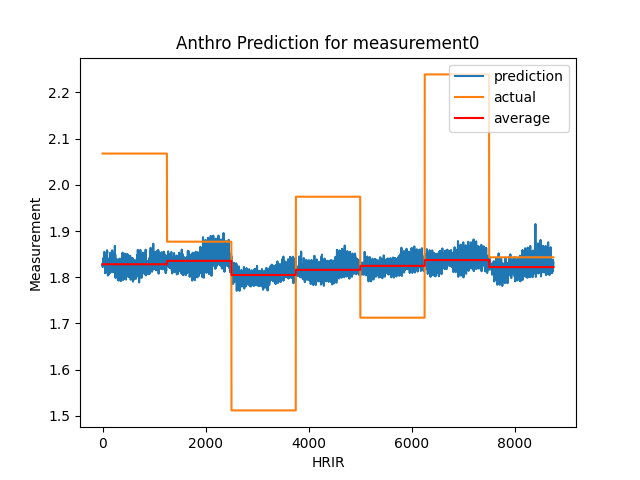 Anthro Prediction for measurement0
prediction
actual
average
2.2
2.1
2.0
1.9
1.8
1.7
1.6
1.5
Measurement
0 2000 4000 6000 8000
HRIR